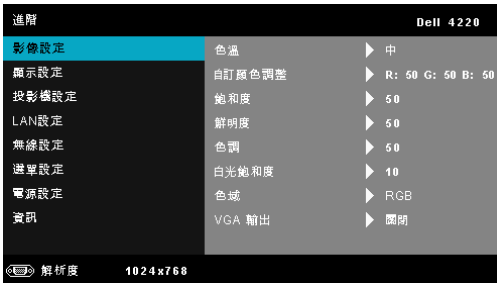 進階 Dell 4220
影像設定 色溫 中
顯示設定 自訂顏色調整 R: 50 G: 50 B: 50
投影機設定 飽和度 50
LAN設定 鮮明度 50
無線設定 色調 50
選單設定 白光飽和度 10
電源設定 色域 RGB
資訊 VGA 輸出 關閉
解析度 1024x768